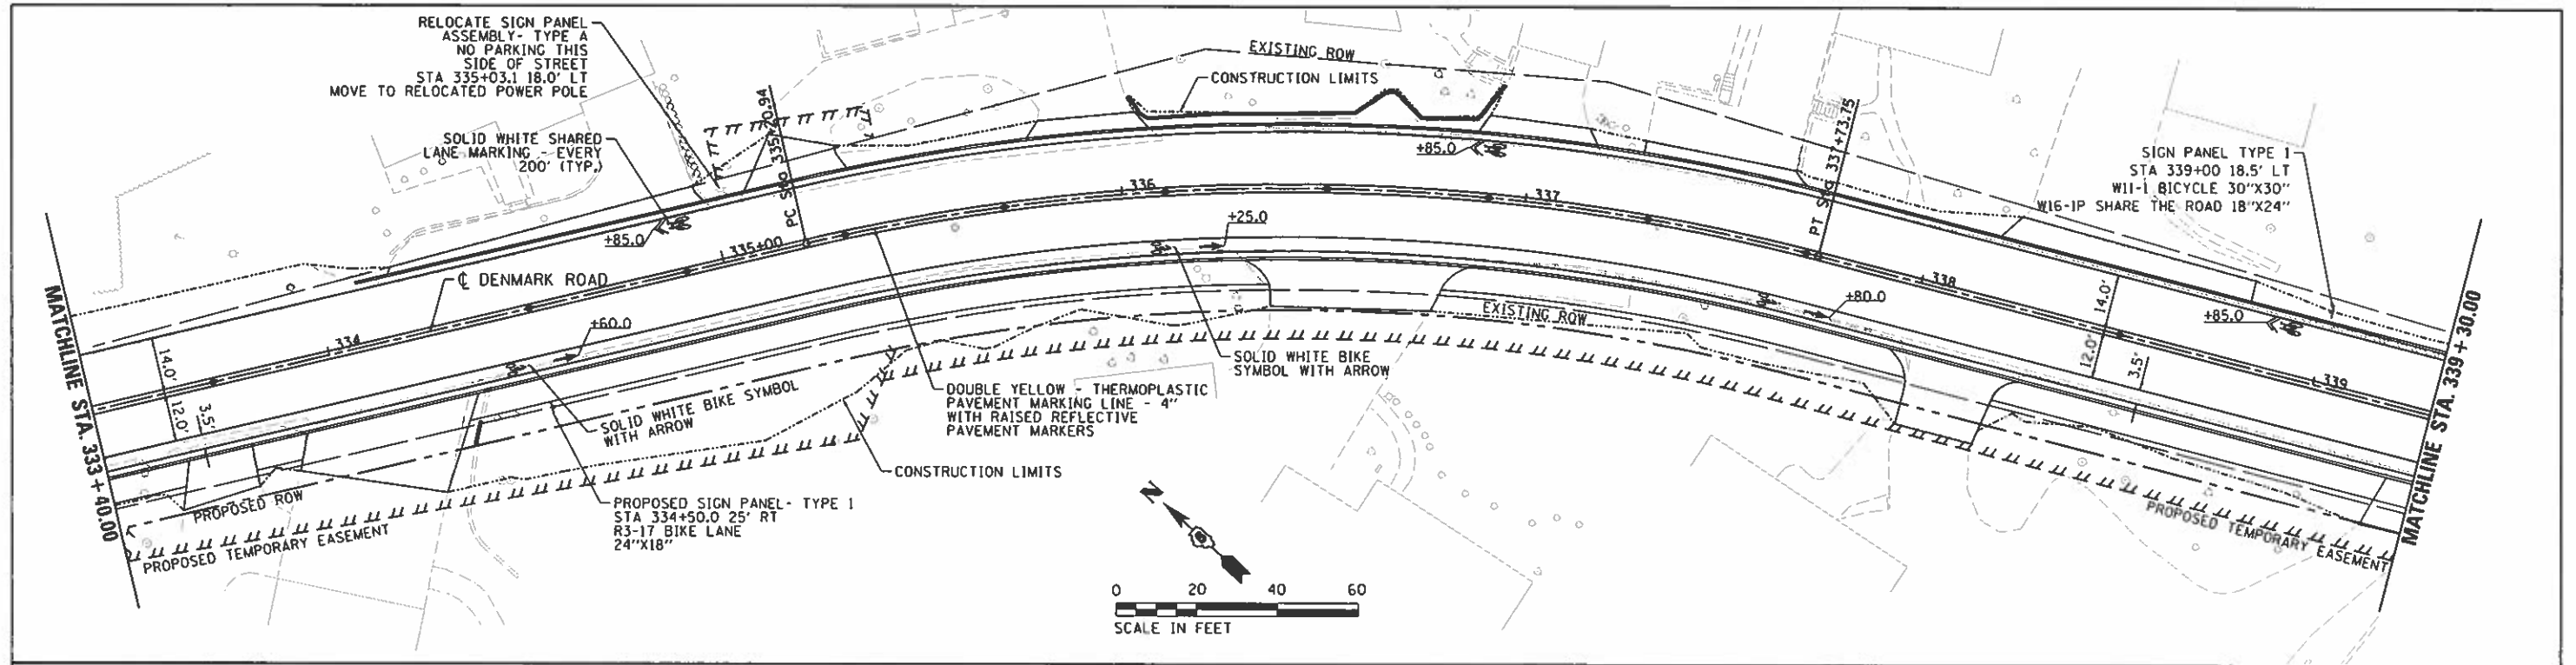 RELOCATE SIGN PANEL
ASSEMBLY- TYPE A
NO PARKING THIS
SIDE OF STREET
STA 335+03.1 18.0' LT
MOVE TO RELOCATED POWER POLE
SOLID WHITE SHARED
LANE MARKING - EVERY
200' (TYP.)
PC Sta 335+20.94
EXISTING ROW
CONSTRUCTION LIMITS
+85.0
PT Sta 337+73.75
SIGN PANEL TYPE 1
STA 339+00 18.5' LT
W11-1 BICYCLE 30"X30"
W16-1P SHARE THE ROAD 18"X24"
+85.0
335+00
336
+25.0
337
338
339
334
℄ DENMARK ROAD
+60.0
+80.0
+85.0
14.0'
12.0'
3.5'
14.0'
12.0'
3.5'
MATCHLINE STA. 333+40.00
MATCHLINE STA. 339+30.00
EXISTING ROW
SOLID WHITE BIKE
SYMBOL WITH ARROW
DOUBLE YELLOW - THERMOPLASTIC
PAVEMENT MARKING LINE - 4"
WITH RAISED REFLECTIVE
PAVEMENT MARKERS
SOLID WHITE BIKE SYMBOL
WITH ARROW
CONSTRUCTION LIMITS
PROPOSED ROW
PROPOSED TEMPORARY EASEMENT
PROPOSED SIGN PANEL- TYPE 1
STA 334+50.0 25' RT
R3-17 BIKE LANE
24"X18"
PROPOSED TEMPORARY EASEMENT
N
0 20 40 60
SCALE IN FEET